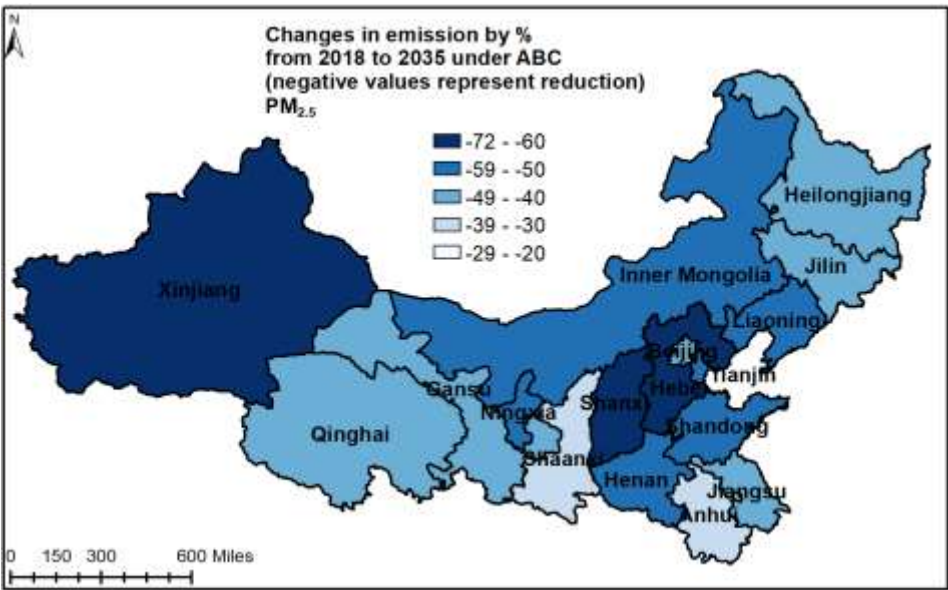 N
Changes in emission by %
from 2018 to 2035 under ABC
(negative values represent reduction)
PM2.5
-72 - -60
-59 - -50
-49 - -40
-39 - -30
-29 - -20
Heilongjiang
Jilin
Inner Mongolia
Xinjiang
Liaoning
Beijing
Tianjin
Gansu
Hebei
Ningxia
Shanxi
Shandong
Qinghai
Shaanxi
Henan
Jiangsu
Anhui
0 150 300 600 Miles